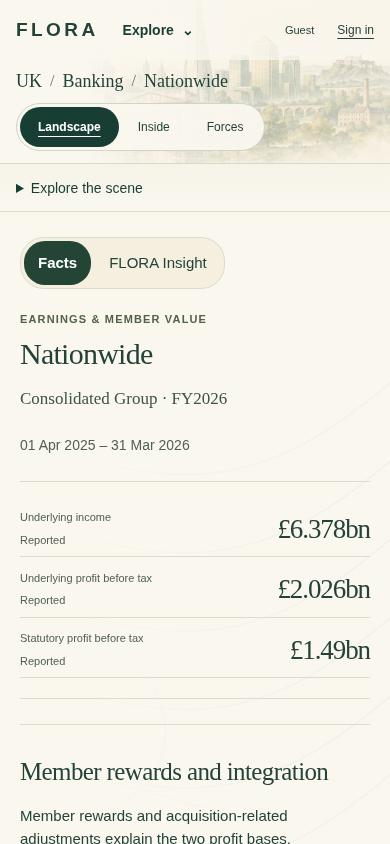 FLORA Explore ⌄ Guest Sign in
UK / Banking / Nationwide
Landscape Inside Forces
▶ Explore the scene
Facts FLORA Insight
EARNINGS & MEMBER VALUE
Nationwide
Consolidated Group · FY2026
01 Apr 2025 – 31 Mar 2026
Underlying income
Reported
£6.378bn
Underlying profit before tax
Reported
£2.026bn
Statutory profit before tax
Reported
£1.49bn
Member rewards and integration
Member rewards and acquisition-related
adjustments explain the two profit bases.